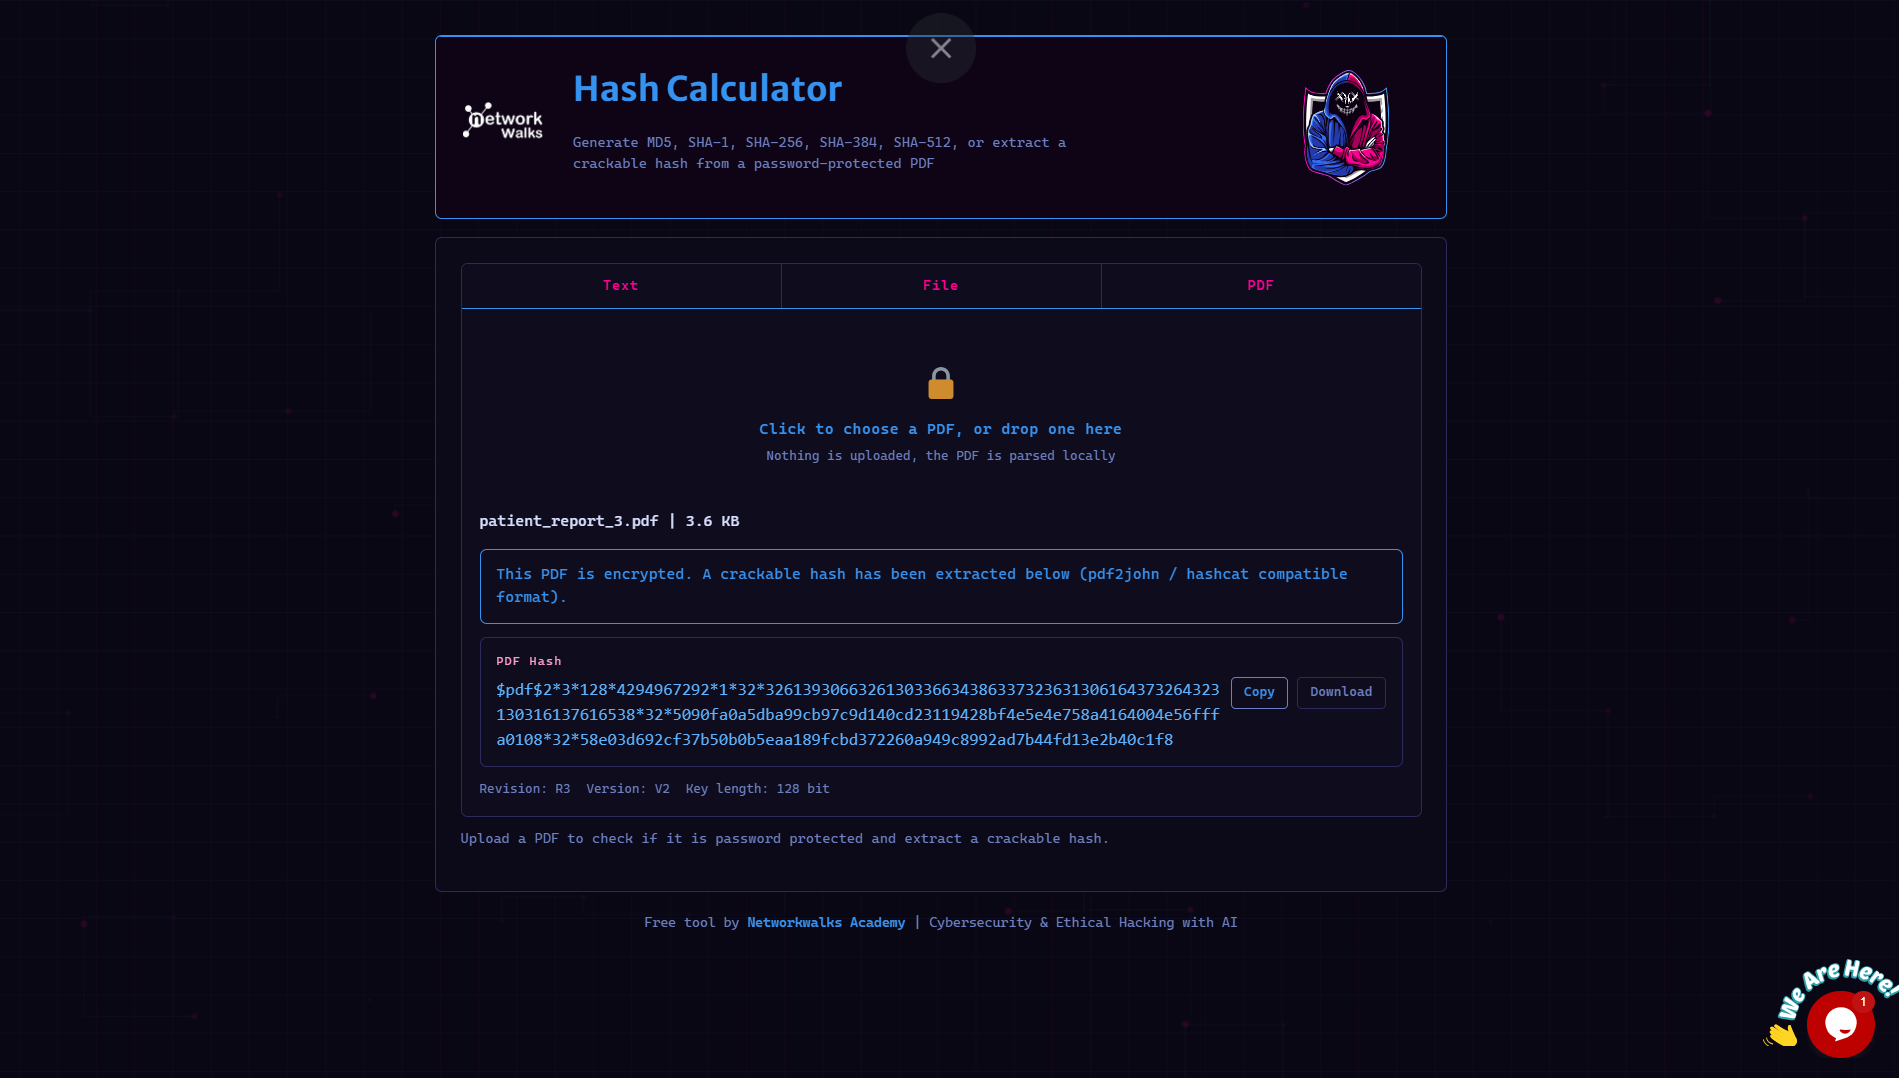 network
Walks
Hash Calculator
Generate MD5, SHA-1, SHA-256, SHA-384, SHA-512, or extract a
crackable hash from a password-protected PDF
Text
File
PDF
Click to choose a PDF, or drop one here
Nothing is uploaded, the PDF is parsed locally
patient_report_3.pdf | 3.6 KB
This PDF is encrypted. A crackable hash has been extracted below (pdf2john / hashcat compatible
format).
PDF Hash
$pdf$2*3*128*4294967292*1*32*3261393066326130336634386337323631306164373264323
130316137616538*32*5090fa0a5dba99cb97c9d140cd23119428bf4e5e4e758a4164004e56fff
a0108*32*58e03d692cf37b50b0b5eaa189fcbd372260a949c8992ad7b44fd13e2b40c1f8
Copy
Download
Revision: R3 Version: V2 Key length: 128 bit
Upload a PDF to check if it is password protected and extract a crackable hash.
Free tool by Networkwalks Academy | Cybersecurity & Ethical Hacking with AI
We Are Here!
1